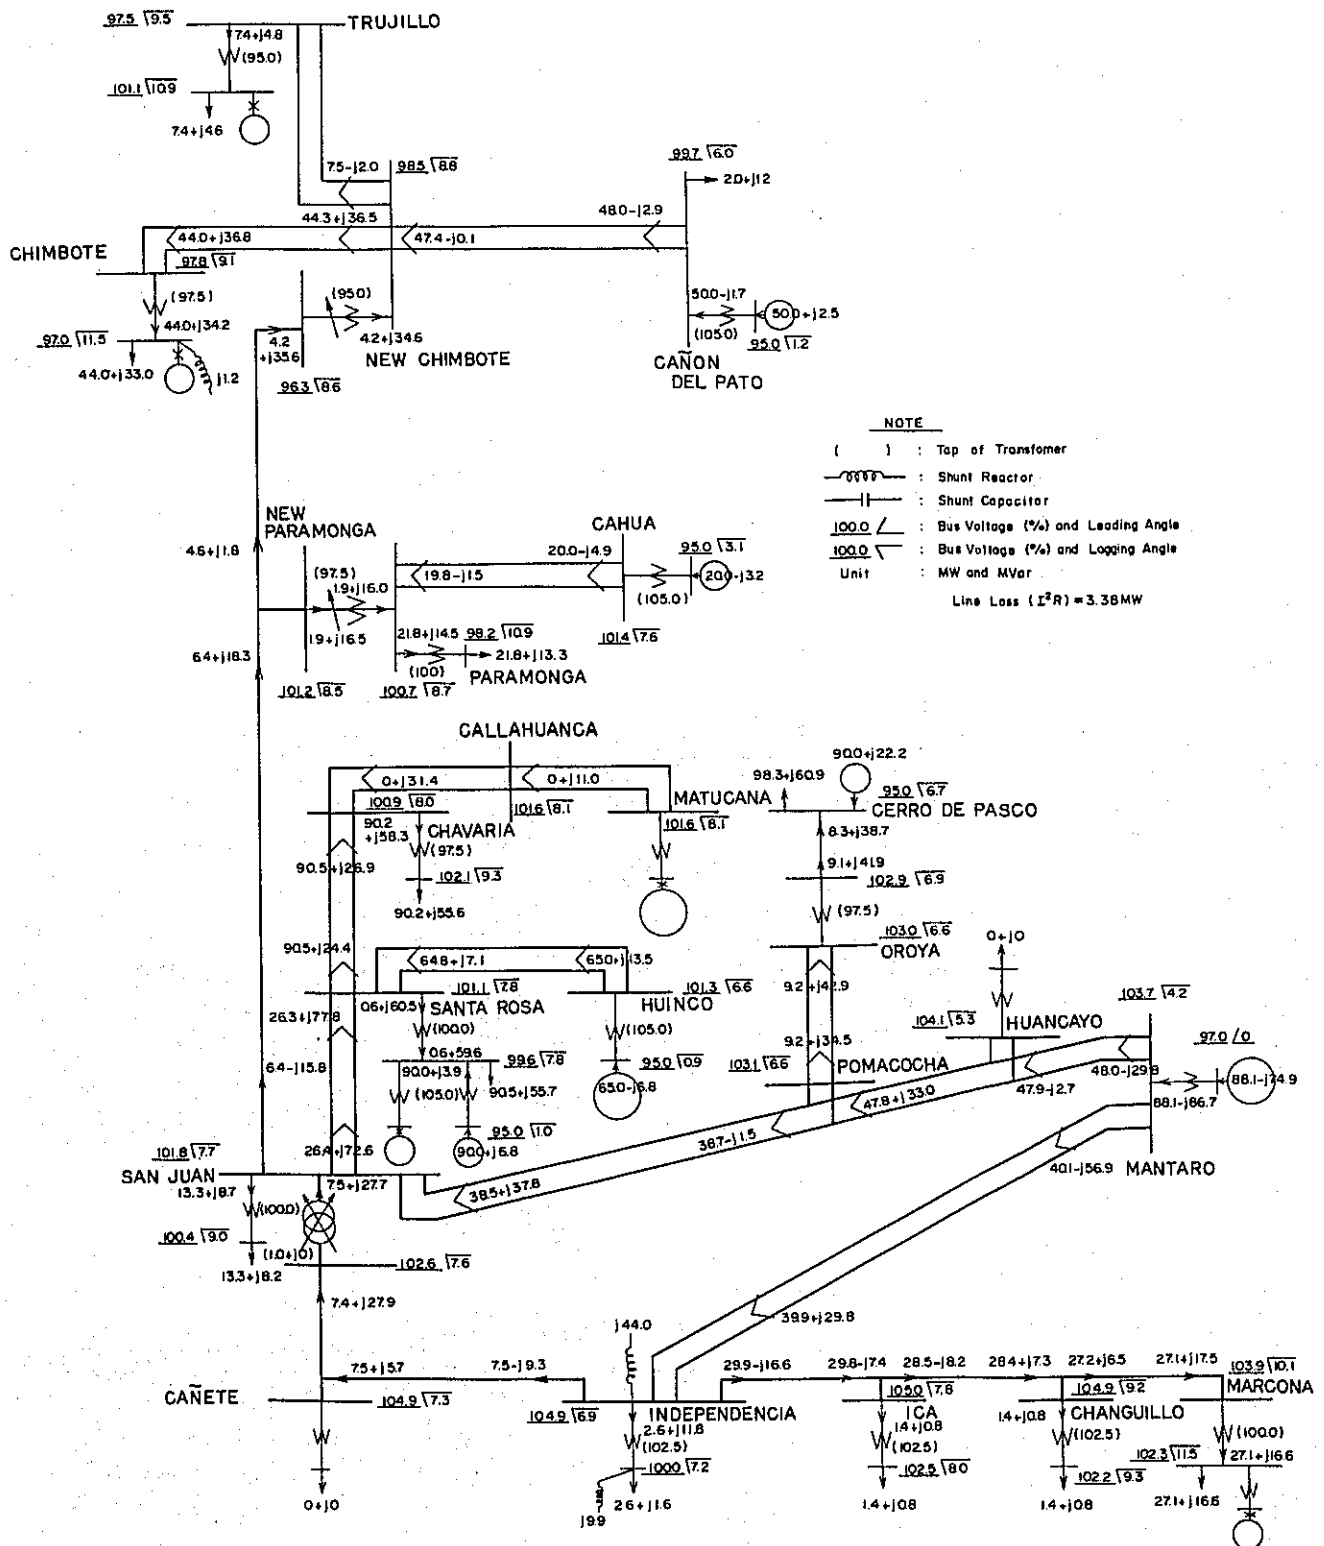 97.5 √9.5
TRUJILLO
7.4+j4.8
(95.0)
101.1 √10.9
7.4+j4.6
7.5-j2.0
98.5 √8.8
99.7 √6.0
2.0+j1.2
44.3+j36.5
48.0-j2.9
44.0+j36.8
47.4-j0.1
CHIMBOTE
97.8 √9.1
(97.5)
(95.0)
50.0-j1.7
50.0+j2.5
44.0+j34.2
4.2
+j35.6
4.2+j34.6
(105.0)
95.0 √1.2
97.0 √11.5
NEW CHIMBOTE
CAÑON
DEL PATO
44.0+j33.0
j1.2
96.3 √8.6
NOTE
( ) : Tap of Transfomer
: Shunt Reactor
: Shunt Capacitor
100.0 ∠ : Bus Voltage (%) and Leading Angle
100.0 √ : Bus Voltage (%) and Lagging Angle
Unit : MW and MVar
Line Loss (I²R) = 3.38MW
NEW
PARAMONGA
CAHUA
4.6+j1.8
20.0-j4.9
95.0 √3.1
(97.5)
19.8-j1.5
20.0-j3.2
1.9+j16.0
(105.0)
1.9+j16.5
21.8+j14.5
98.2 √10.9
101.4 √7.6
6.4+j18.3
21.8+j13.3
(100)
PARAMONGA
101.2 √8.5
100.7 √8.7
CALLAHUANCA
90.0+j22.2
0+j31.4
0+j11.0
98.3+j60.9
95.0 √6.7
100.9 √8.0
101.6 √8.1
MATUCANA
CERRO DE PASCO
90.2
+j58.3
CHAVARIA
101.6 √8.1
8.3+j38.7
(97.5)
90.5+j26.9
9.1+j41.9
102.1 √9.3
102.9 √6.9
90.2+j55.6
(97.5)
103.0 √6.6
0+j0
90.5+j24.4
64.8+j7.1
65.0+j13.5
OROYA
101.1 √7.8
101.3 √6.6
9.2+j42.9
103.7 √4.2
0.6+j60.5
SANTA ROSA
HUINCO
26.3+j77.8
(100.0)
(105.0)
104.1 √5.3
HUANCAYO
97.0 /0
0.6+59.6
99.6 √7.8
9.2+j34.5
6.4-j15.8
90.0+j3.9
95.0 √0.9
103.1 √6.6
POMACOCHA
48.0-j29.8
88.1-j74.9
(105.0)
90.5+j55.7
65.0-j6.8
47.8+j33.0
47.9-j2.7
88.1-j86.7
95.0 √1.0
38.7-j1.5
101.8 √7.7
26.4+j72.6
90.0+j6.8
40.1-j56.9
MANTARO
SAN JUAN
7.5+j27.7
38.5+j37.8
13.3+j8.7
(100.0)
100.4 √9.0
(1.0+j0)
102.6 √7.6
13.3+j8.2
7.4+j27.9
39.9+j29.8
j44.0
7.5+j5.7
7.5-j9.3
29.9-j16.6
29.8-j7.4
28.5-j8.2
28.4+j7.3
27.2+j6.5
27.1+j17.5
103.9 √10.1
CAÑETE
104.9 √7.3
104.9 √6.9
INDEPENDENCIA
105.0 √7.8
ICA
104.9 √9.2
CHANGUILLO
MARCONA
2.6+j11.8
1.4+j0.8
1.4+j0.8
(102.5)
(102.5)
(102.5)
(100.0)
100.0 √7.2
102.5 √8.0
102.2 √9.3
102.3 √11.5
27.1+j16.6
0+j0
j9.9
2.6+j1.6
1.4+j0.8
1.4+j0.8
27.1+j16.6